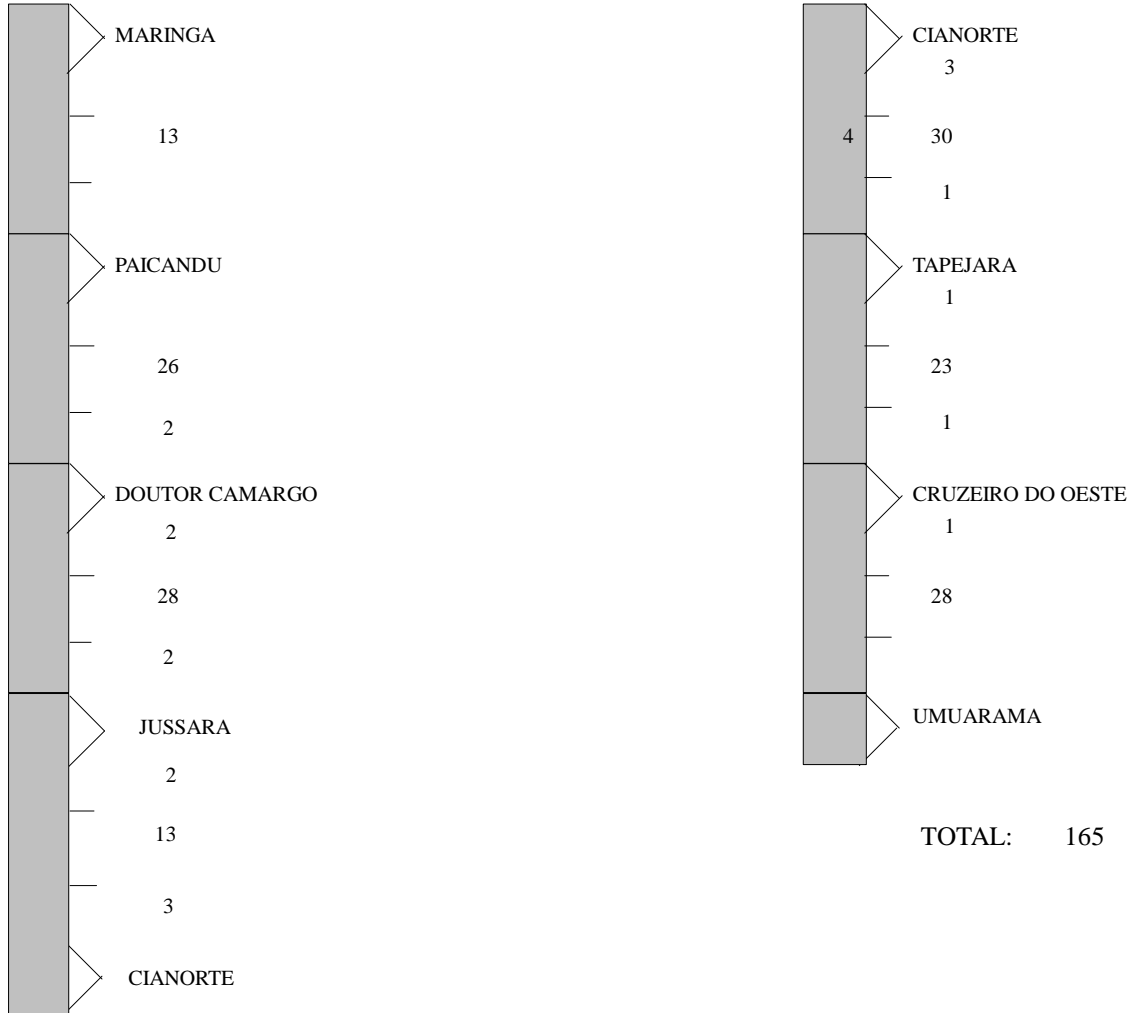 MARINGA
13
PAICANDU
26
2
DOUTOR CAMARGO
2
28
2
JUSSARA
2
13
3
CIANORTE
CIANORTE
3
4 30
1
TAPEJARA
1
23
1
CRUZEIRO DO OESTE
1
28
UMUARAMA
TOTAL: 165